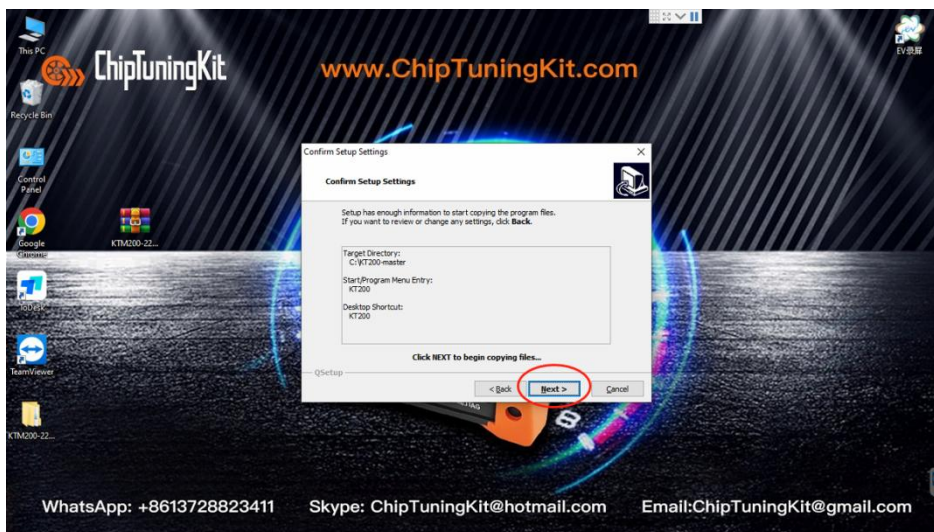 This PC
EV录屏
ChipTuningKit
www.ChipTuningKit.com
Recycle Bin
Control
Panel
Google
Chrome
KTM200-22...
ToDesk
TeamViewer
KTM200-22...
Confirm Setup Settings
Confirm Setup Settings
Setup has enough information to start copying the program files.
If you want to review or change any settings, click Back.
Target Directory:
C:\KT200-master
Start/Program Menu Entry:
KT200
Desktop Shortcut:
KT200
Click NEXT to begin copying files...
QSetup
< Back
Next >
Cancel
8
WhatsApp: +8613728823411
Skype: ChipTuningKit@hotmail.com
Email:ChipTuningKit@gmail.com